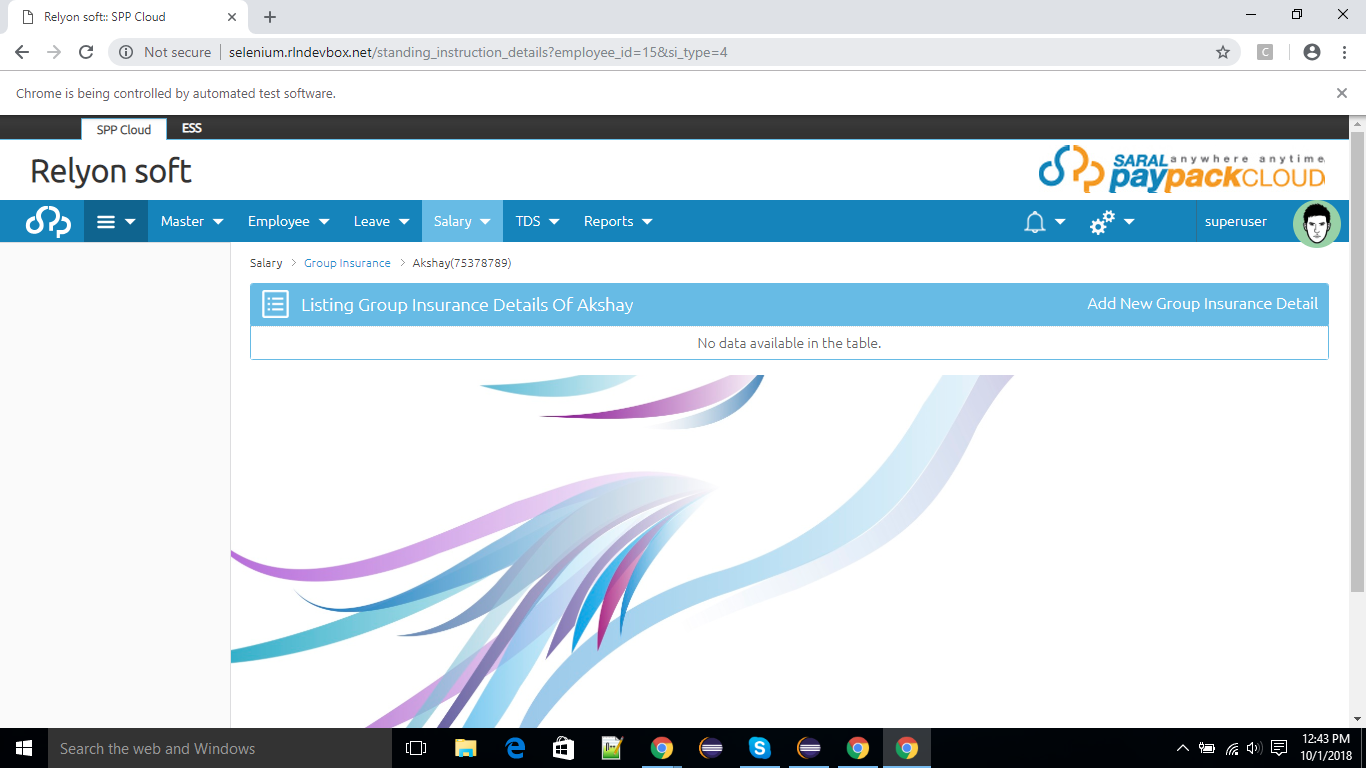 Relyon soft:: SPP Cloud
Not secure | selenium.rlndevbox.net/standing_instruction_details?employee_id=15&si_type=4
C
Chrome is being controlled by automated test software.
SPP Cloud ESS
Relyon soft
SARAL anywhere anytime
paypackCLOUD
Master Employee Leave Salary TDS Reports superuser
Salary > Group Insurance > Akshay(75378789)
Listing Group Insurance Details Of Akshay Add New Group Insurance Detail
No data available in the table.
Search the web and Windows
12:43 PM
10/1/2018